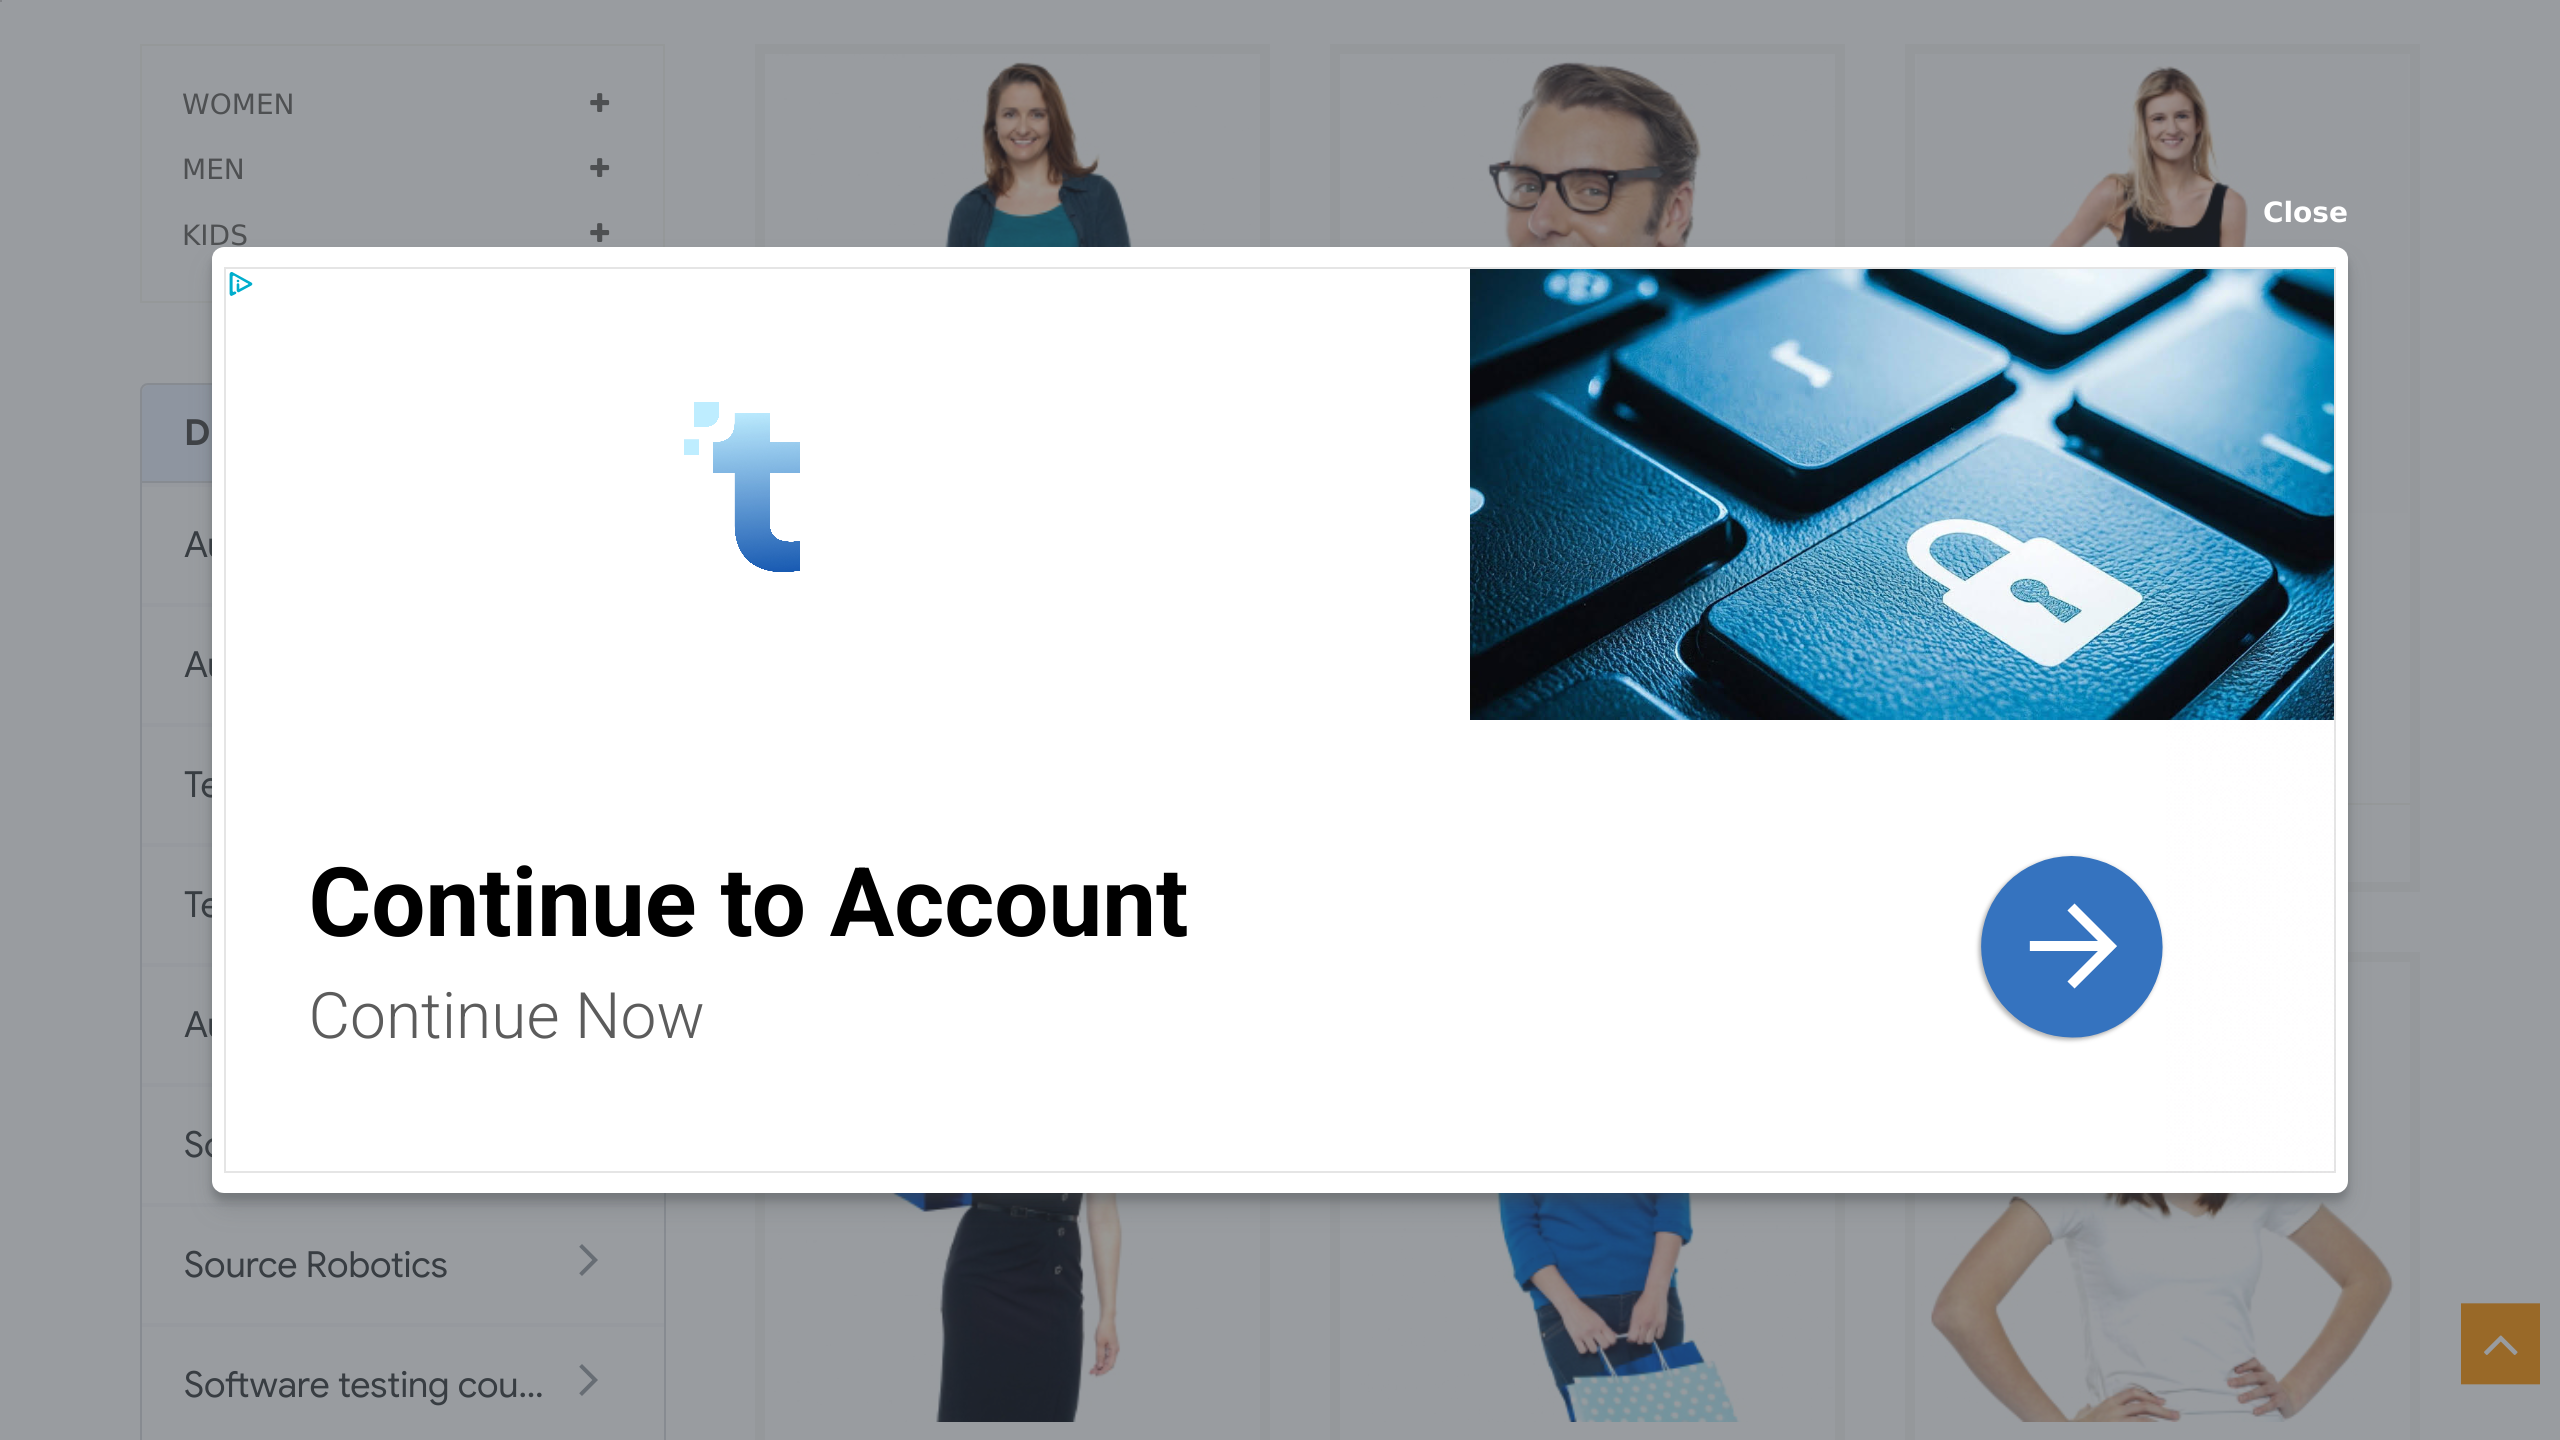 WOMEN
MEN
KIDS
Close
t
Continue to Account
Continue Now
Source Robotics
Software testing cou...